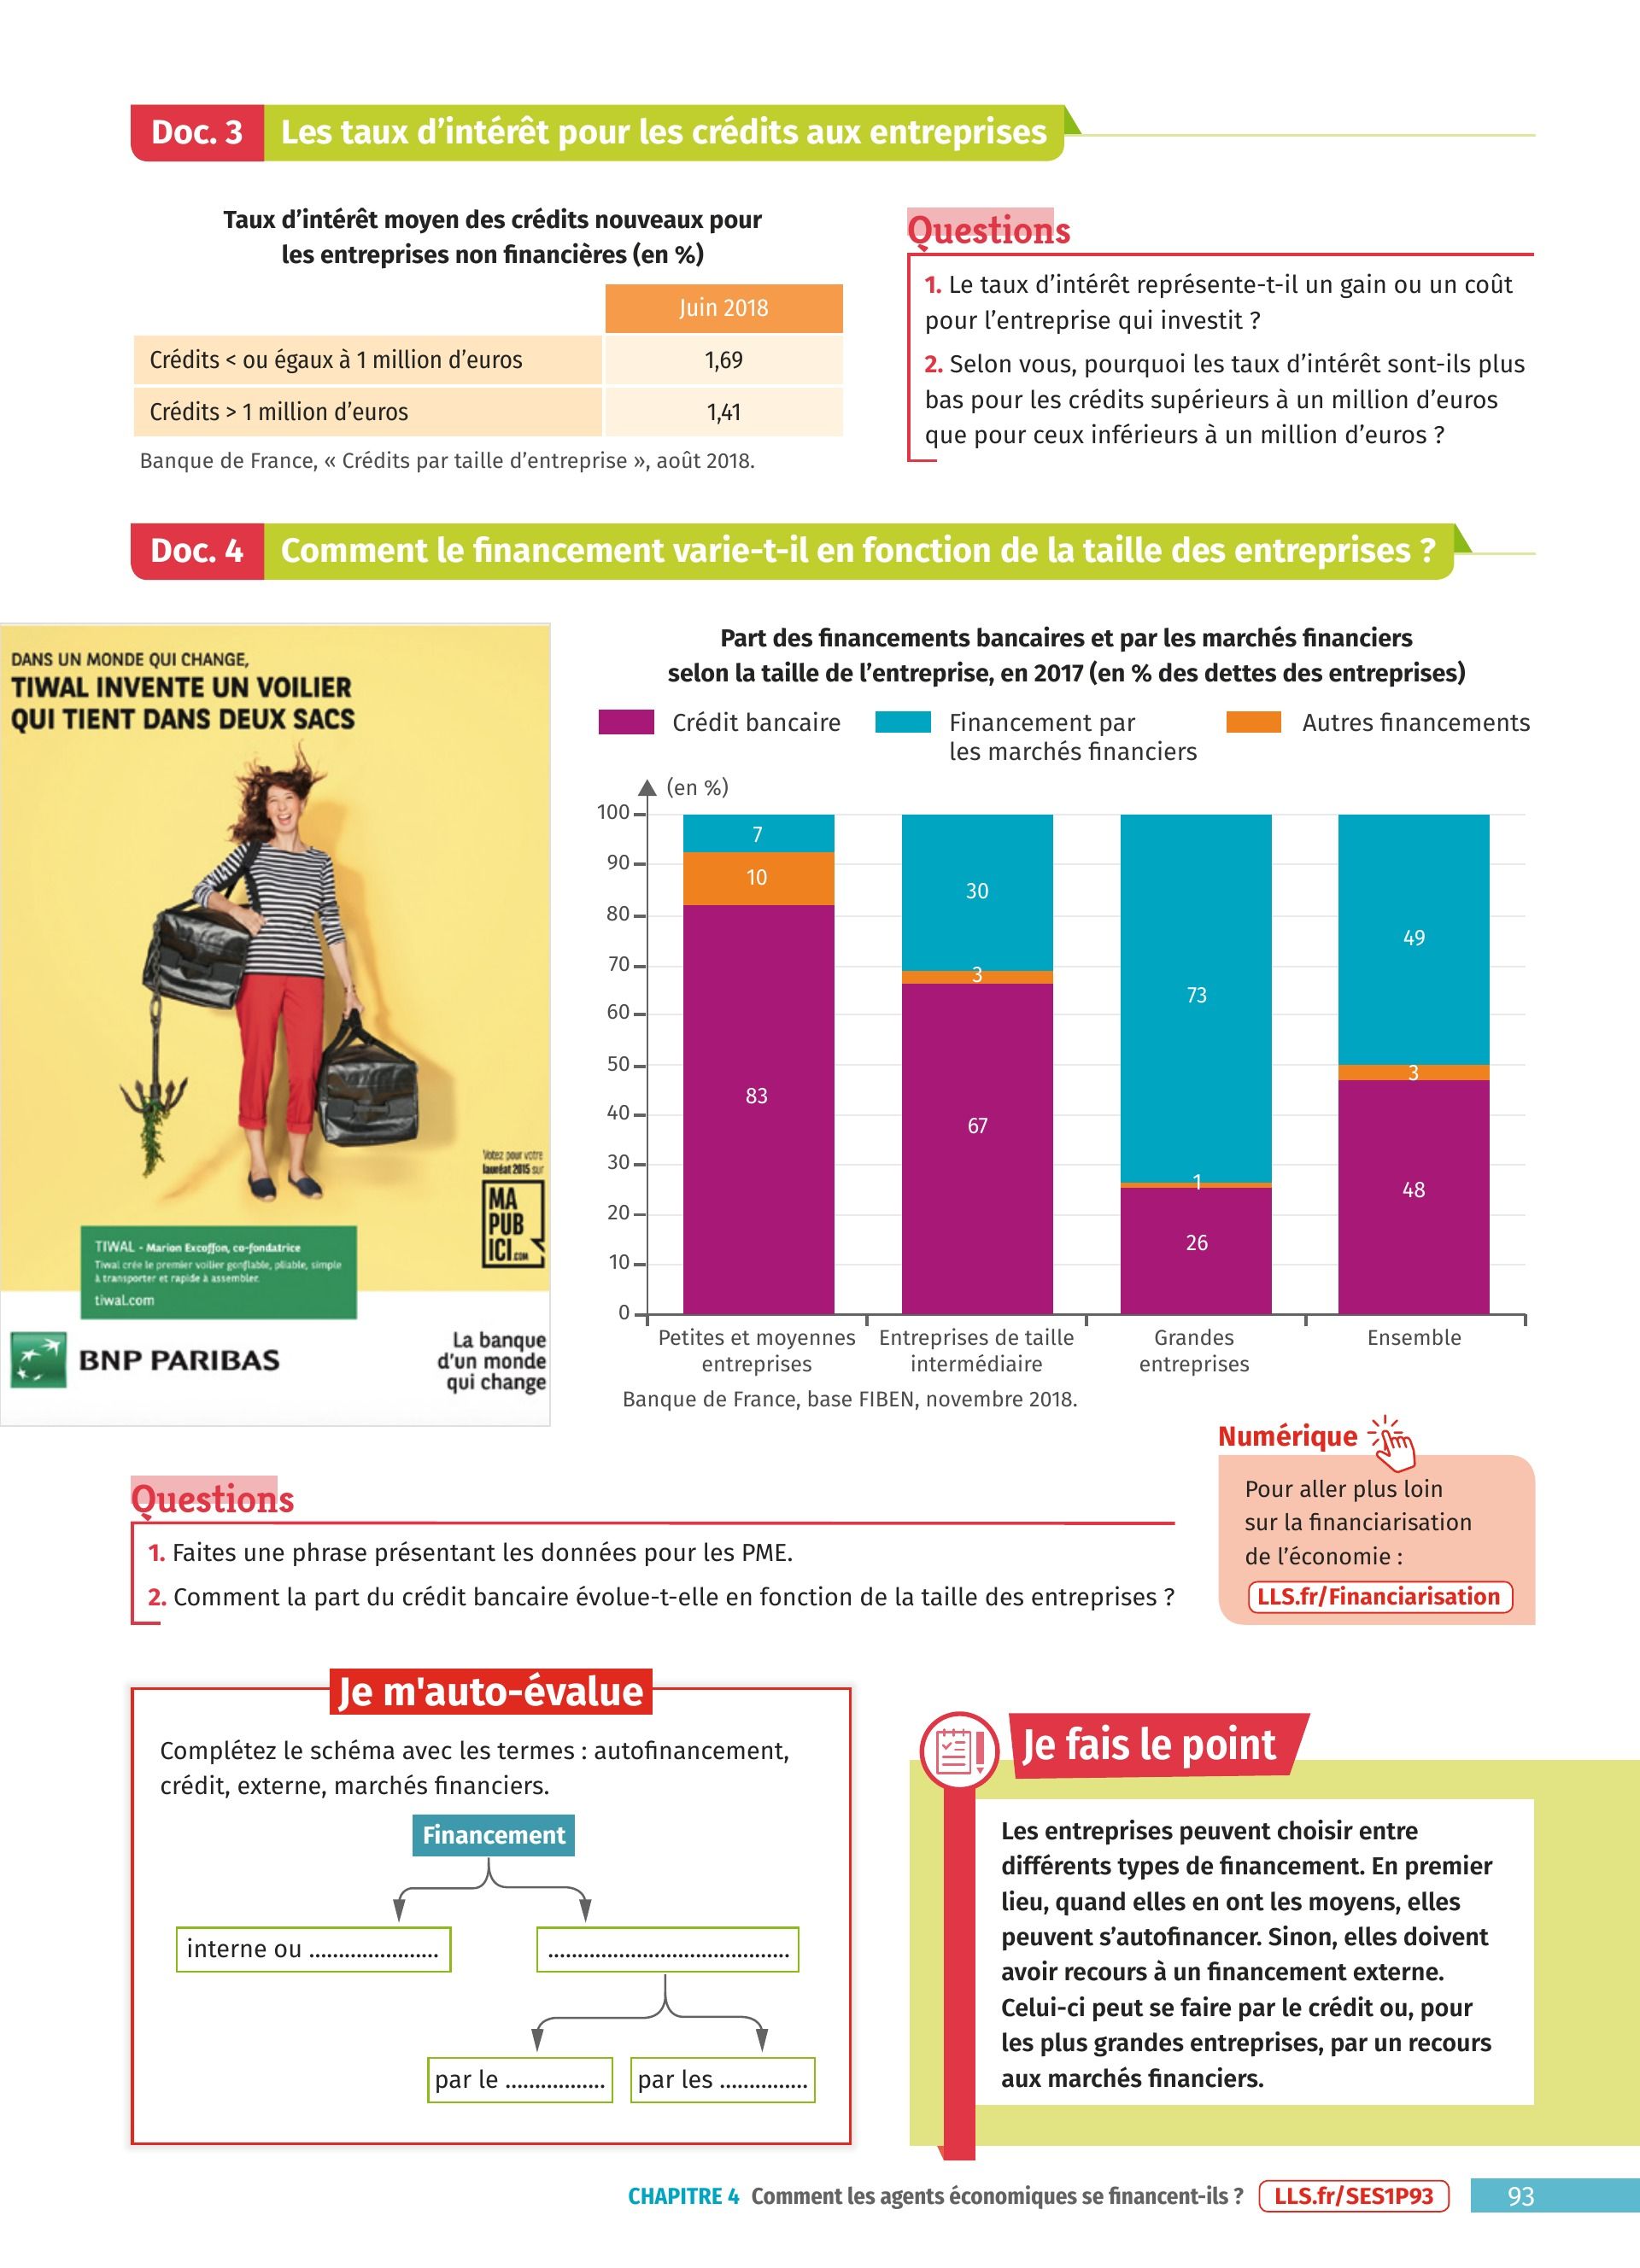 Doc. 3 Les taux d’intérêt pour les crédits aux entreprises
Taux d’intérêt moyen des crédits nouveaux pour
les entreprises non financières (en %)
Juin 2018
Crédits < ou égaux à 1 million d’euros 1,69
Crédits > 1 million d’euros 1,41
Banque de France, « Crédits par taille d’entreprise », août 2018.
Questions
1. Le taux d’intérêt représente-t-il un gain ou un coût
pour l’entreprise qui investit ?
2. Selon vous, pourquoi les taux d’intérêt sont-ils plus
bas pour les crédits supérieurs à un million d’euros
que pour ceux inférieurs à un million d’euros ?
Doc. 4 Comment le financement varie-t-il en fonction de la taille des entreprises ?
DANS UN MONDE QUI CHANGE,
TIWAL INVENTE UN VOILIER
QUI TIENT DANS DEUX SACS
Votez pour votre
lauréat 2015 sur
MA
PUB
ICI.COM
TIWAL - Marion Excoffon, co-fondatrice
Tiwal crée le premier voilier gonflable, pliable, simple
à transporter et rapide à assembler.
tiwal.com
BNP PARIBAS
La banque
d’un monde
qui change
Part des financements bancaires et par les marchés financiers
selon la taille de l’entreprise, en 2017 (en % des dettes des entreprises)
Crédit bancaire
Financement par
les marchés financiers
Autres financements
(en %)
100
90
80
70
60
50
40
30
20
10
0
7
10
83
30
3
67
73
1
26
49
3
48
Petites et moyennes
entreprises
Entreprises de taille
intermédiaire
Grandes
entreprises
Ensemble
Banque de France, base FIBEN, novembre 2018.
Numérique
Pour aller plus loin
sur la financiarisation
de l’économie :
LLS.fr/Financiarisation
Questions
1. Faites une phrase présentant les données pour les PME.
2. Comment la part du crédit bancaire évolue-t-elle en fonction de la taille des entreprises ?
Je m'auto-évalue
Complétez le schéma avec les termes : autofinancement,
crédit, externe, marchés financiers.
Financement
interne ou ......................
.........................................
par le .................
par les ...............
Je fais le point
Les entreprises peuvent choisir entre
différents types de financement. En premier
lieu, quand elles en ont les moyens, elles
peuvent s’autofinancer. Sinon, elles doivent
avoir recours à un financement externe.
Celui-ci peut se faire par le crédit ou, pour
les plus grandes entreprises, par un recours
aux marchés financiers.
CHAPITRE 4 Comment les agents économiques se financent-ils ? LLS.fr/SES1P93 93